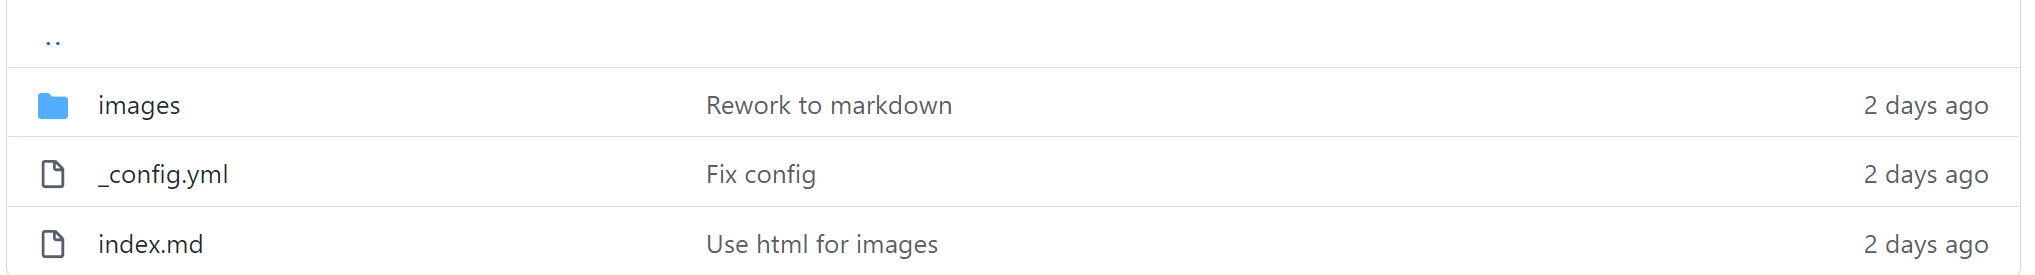 ..
images Rework to markdown 2 days ago
_config.yml Fix config 2 days ago
index.md Use html for images 2 days ago